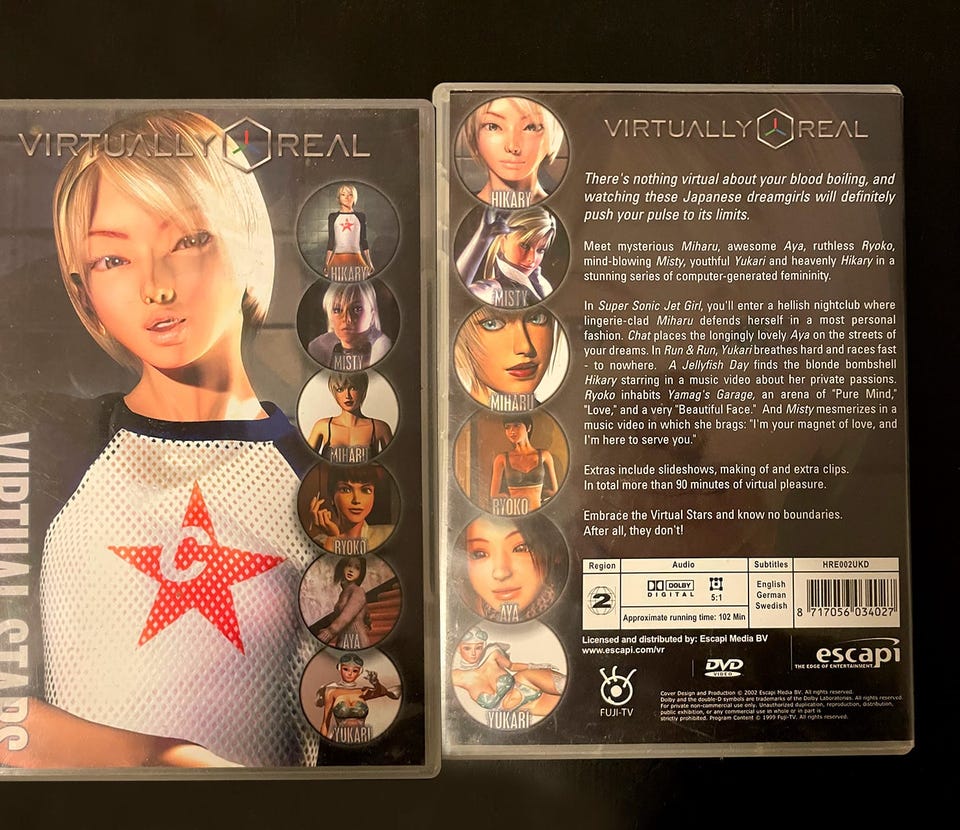 VIRTUALLY REAL
HIKARY
MISTY
MIHARU
RYOKO
AYA
YUKARI
C
VIRTUAL STARS
HIKARY
MISTY
MIHARU
RYOKO
AYA
YUKARI
VIRTUALLY REAL
There's nothing virtual about your blood boiling, and
watching these Japanese dreamgirls will definitely
push your pulse to its limits.
Meet mysterious Miharu, awesome Aya, ruthless Ryoko,
mind-blowing Misty, youthful Yukari and heavenly Hikary in a
stunning series of computer-generated femininity.
In Super Sonic Jet Girl, you'll enter a hellish nightclub where
lingerie-clad Miharu defends herself in a most personal
fashion. Chat places the longingly lovely Aya on the streets
of your dreams. In Run & Run, Yukari breathes hard and races fast
- to nowhere. A Jellyfish Day finds the blonde bombshell
Hikary starring in a music video about her private passions.
Ryoko inhabits Yamag's Garage, an arena of "Pure Mind,"
"Love," and a very "Beautiful Face." And Misty mesmerizes in a
music video in which she brags: "I'm your magnet of love, and
I'm here to serve you."
Extras include slideshows, making of and extra clips.
In total more than 90 minutes of virtual pleasure.
Embrace the Virtual Stars and know no boundaries.
After all, they don't!
Region
2
Audio
DOLBY
DIGITAL
5:1
Approximate running time: 102 Min
Subtitles
English
German
Swedish
HRE002UKD
8 717056 034027
Licensed and distributed by: Escapi Media BV
www.escapi.com/vr
FUJI-TV
DVD
VIDEO
escapi
THE EDGE OF ENTERTAINMENT
Cover Design and Production © 2002 Escapi Media BV. All rights reserved.
Dolby and the double-D symbols are trademarks of the Dolby Laboratories. All rights reserved.
For private non-commercial use only. Unauthorized duplication, reproduction, distribution,
public exhibition, or any commercial use in whole or in part is
strictly prohibited. Program Content © 1999 Fuji-TV. All rights reserved.